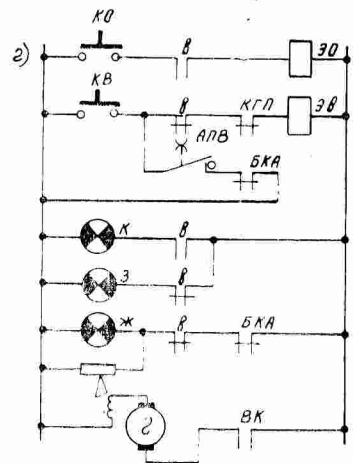 КО В ЭО
г)
КВ В КГП ЭВ
АПВ
БКА
К В
З В
Ж В БКА
Г ВК